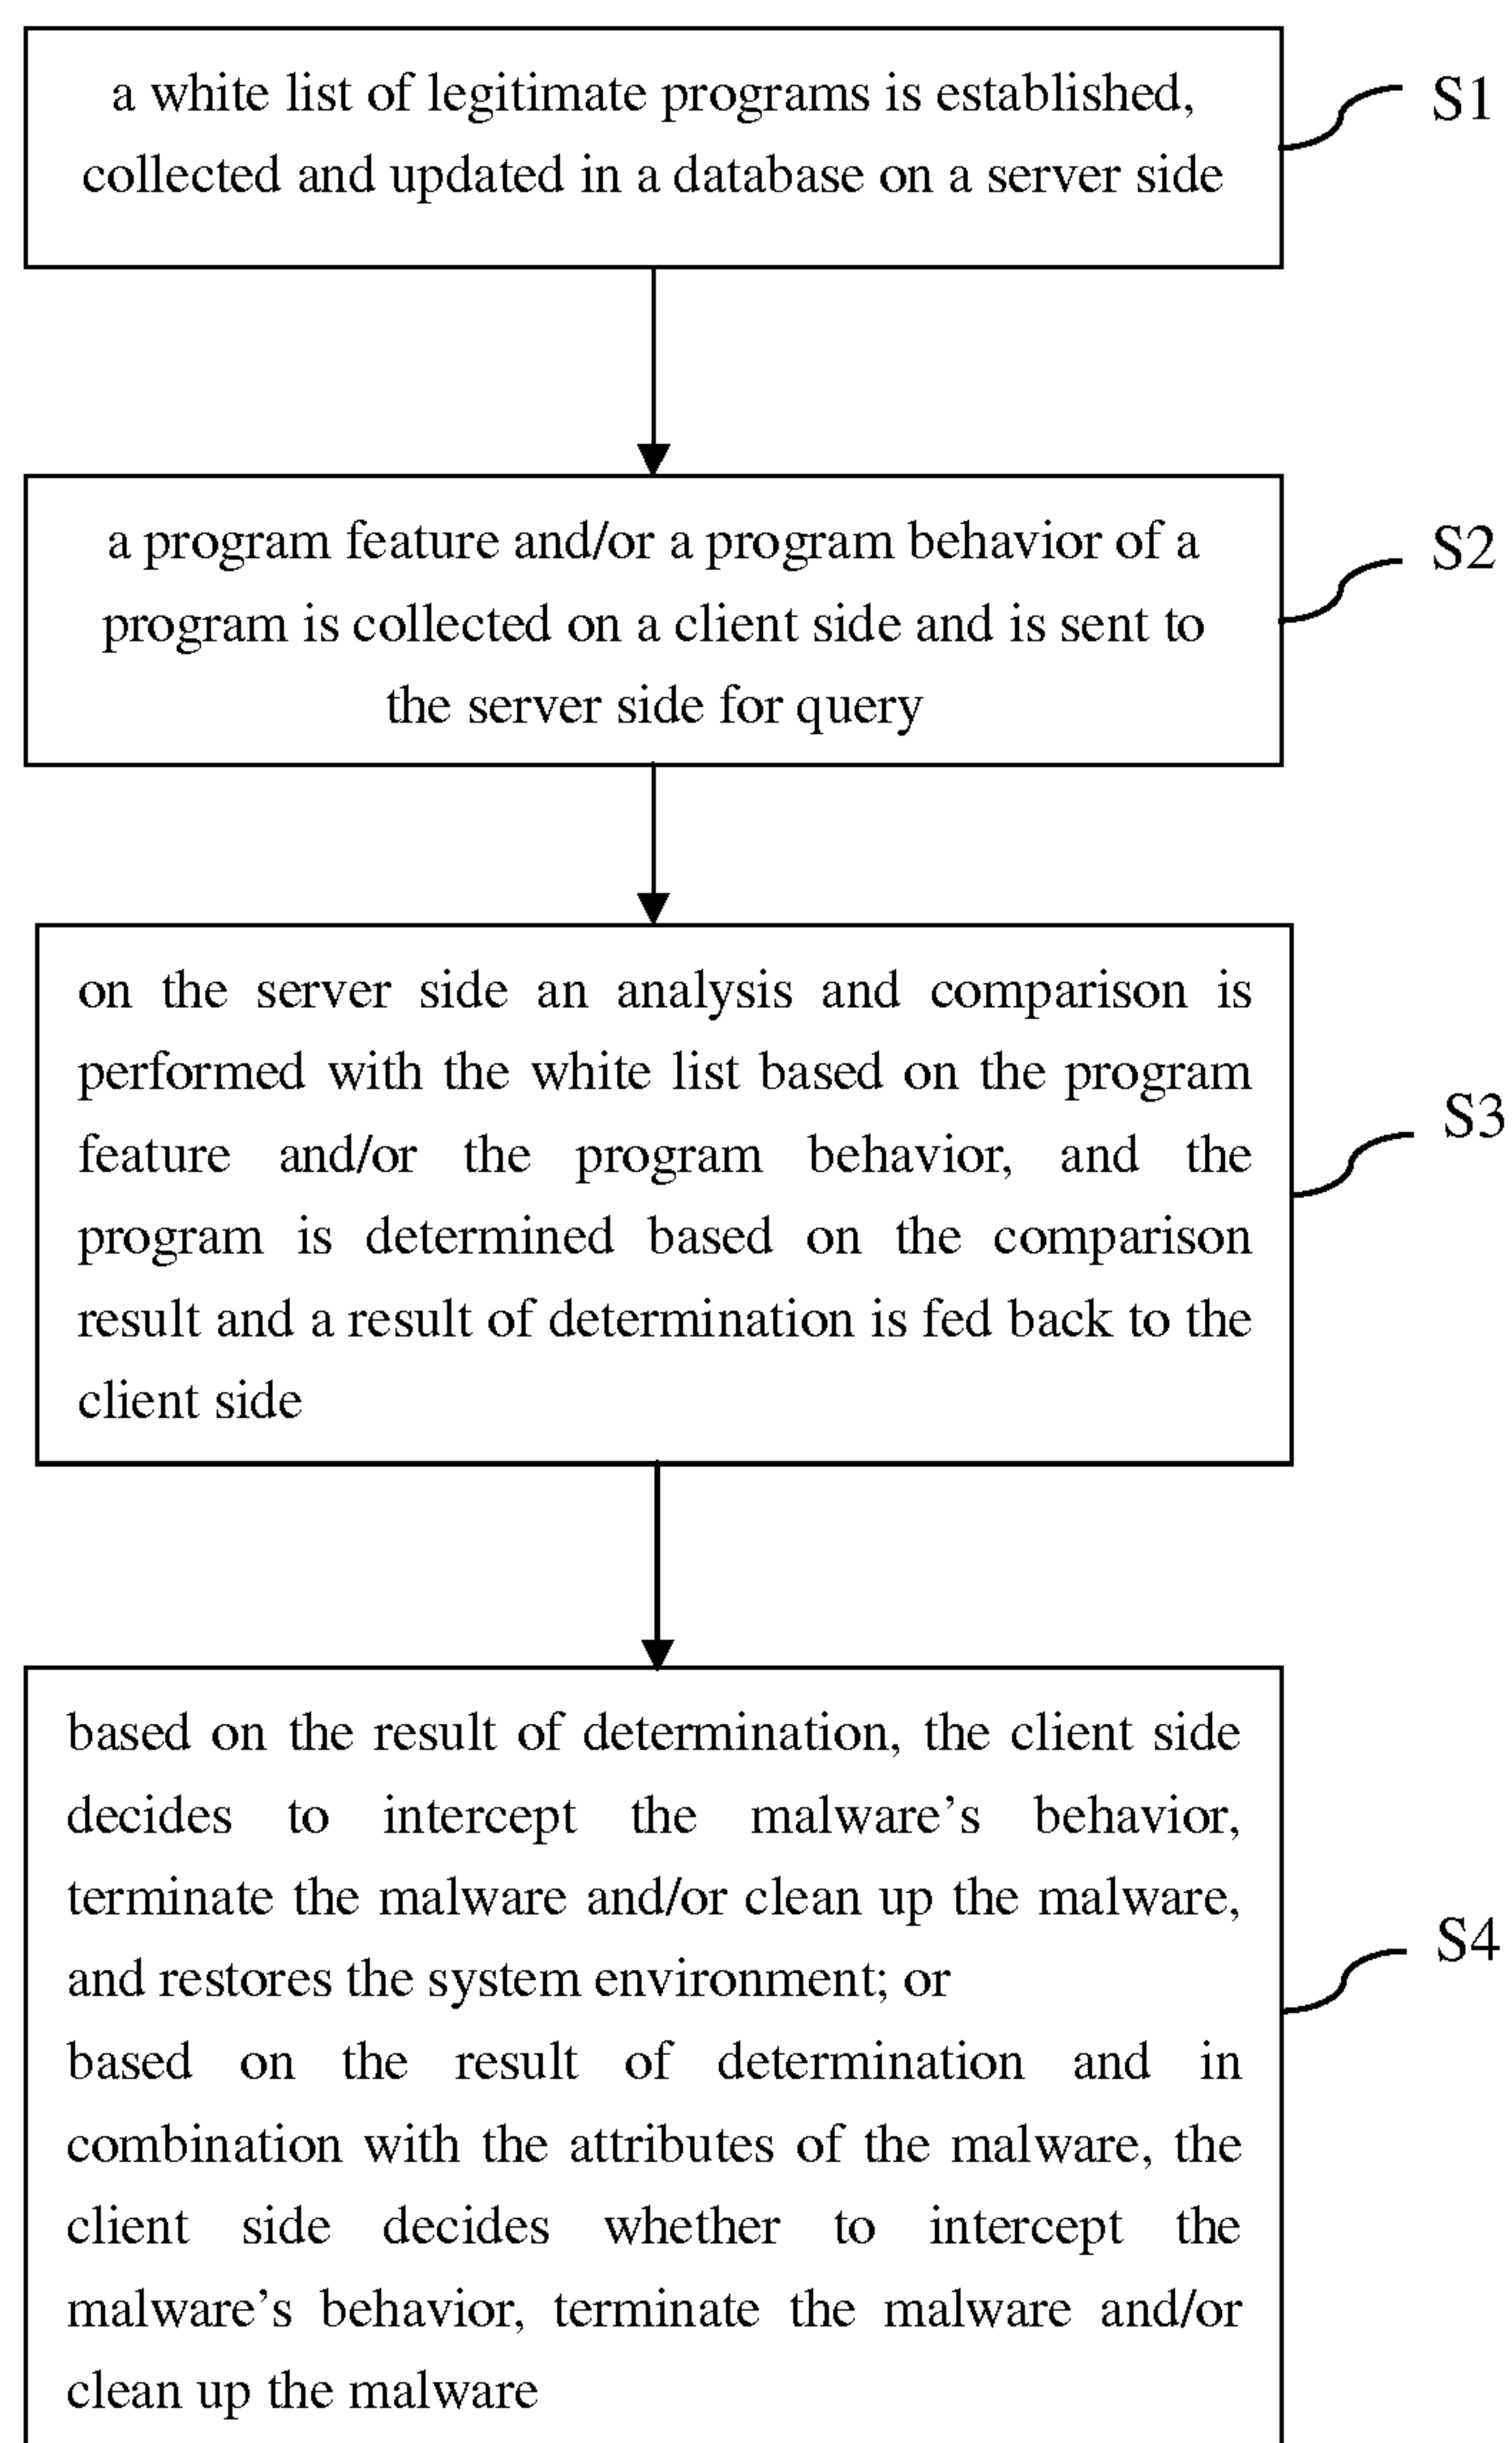 a white list of legitimate programs is established,
collected and updated in a database on a server side
S1
a program feature and/or a program behavior of a
program is collected on a client side and is sent to
the server side for query
S2
on the server side an analysis and comparison is
performed with the white list based on the program
feature and/or the program behavior, and the
program is determined based on the comparison
result and a result of determination is fed back to the
client side
S3
based on the result of determination, the client side
decides to intercept the malware’s behavior,
terminate the malware and/or clean up the malware,
and restores the system environment; or
based on the result of determination and in
combination with the attributes of the malware, the
client side decides whether to intercept the
malware’s behavior, terminate the malware and/or
clean up the malware
S4